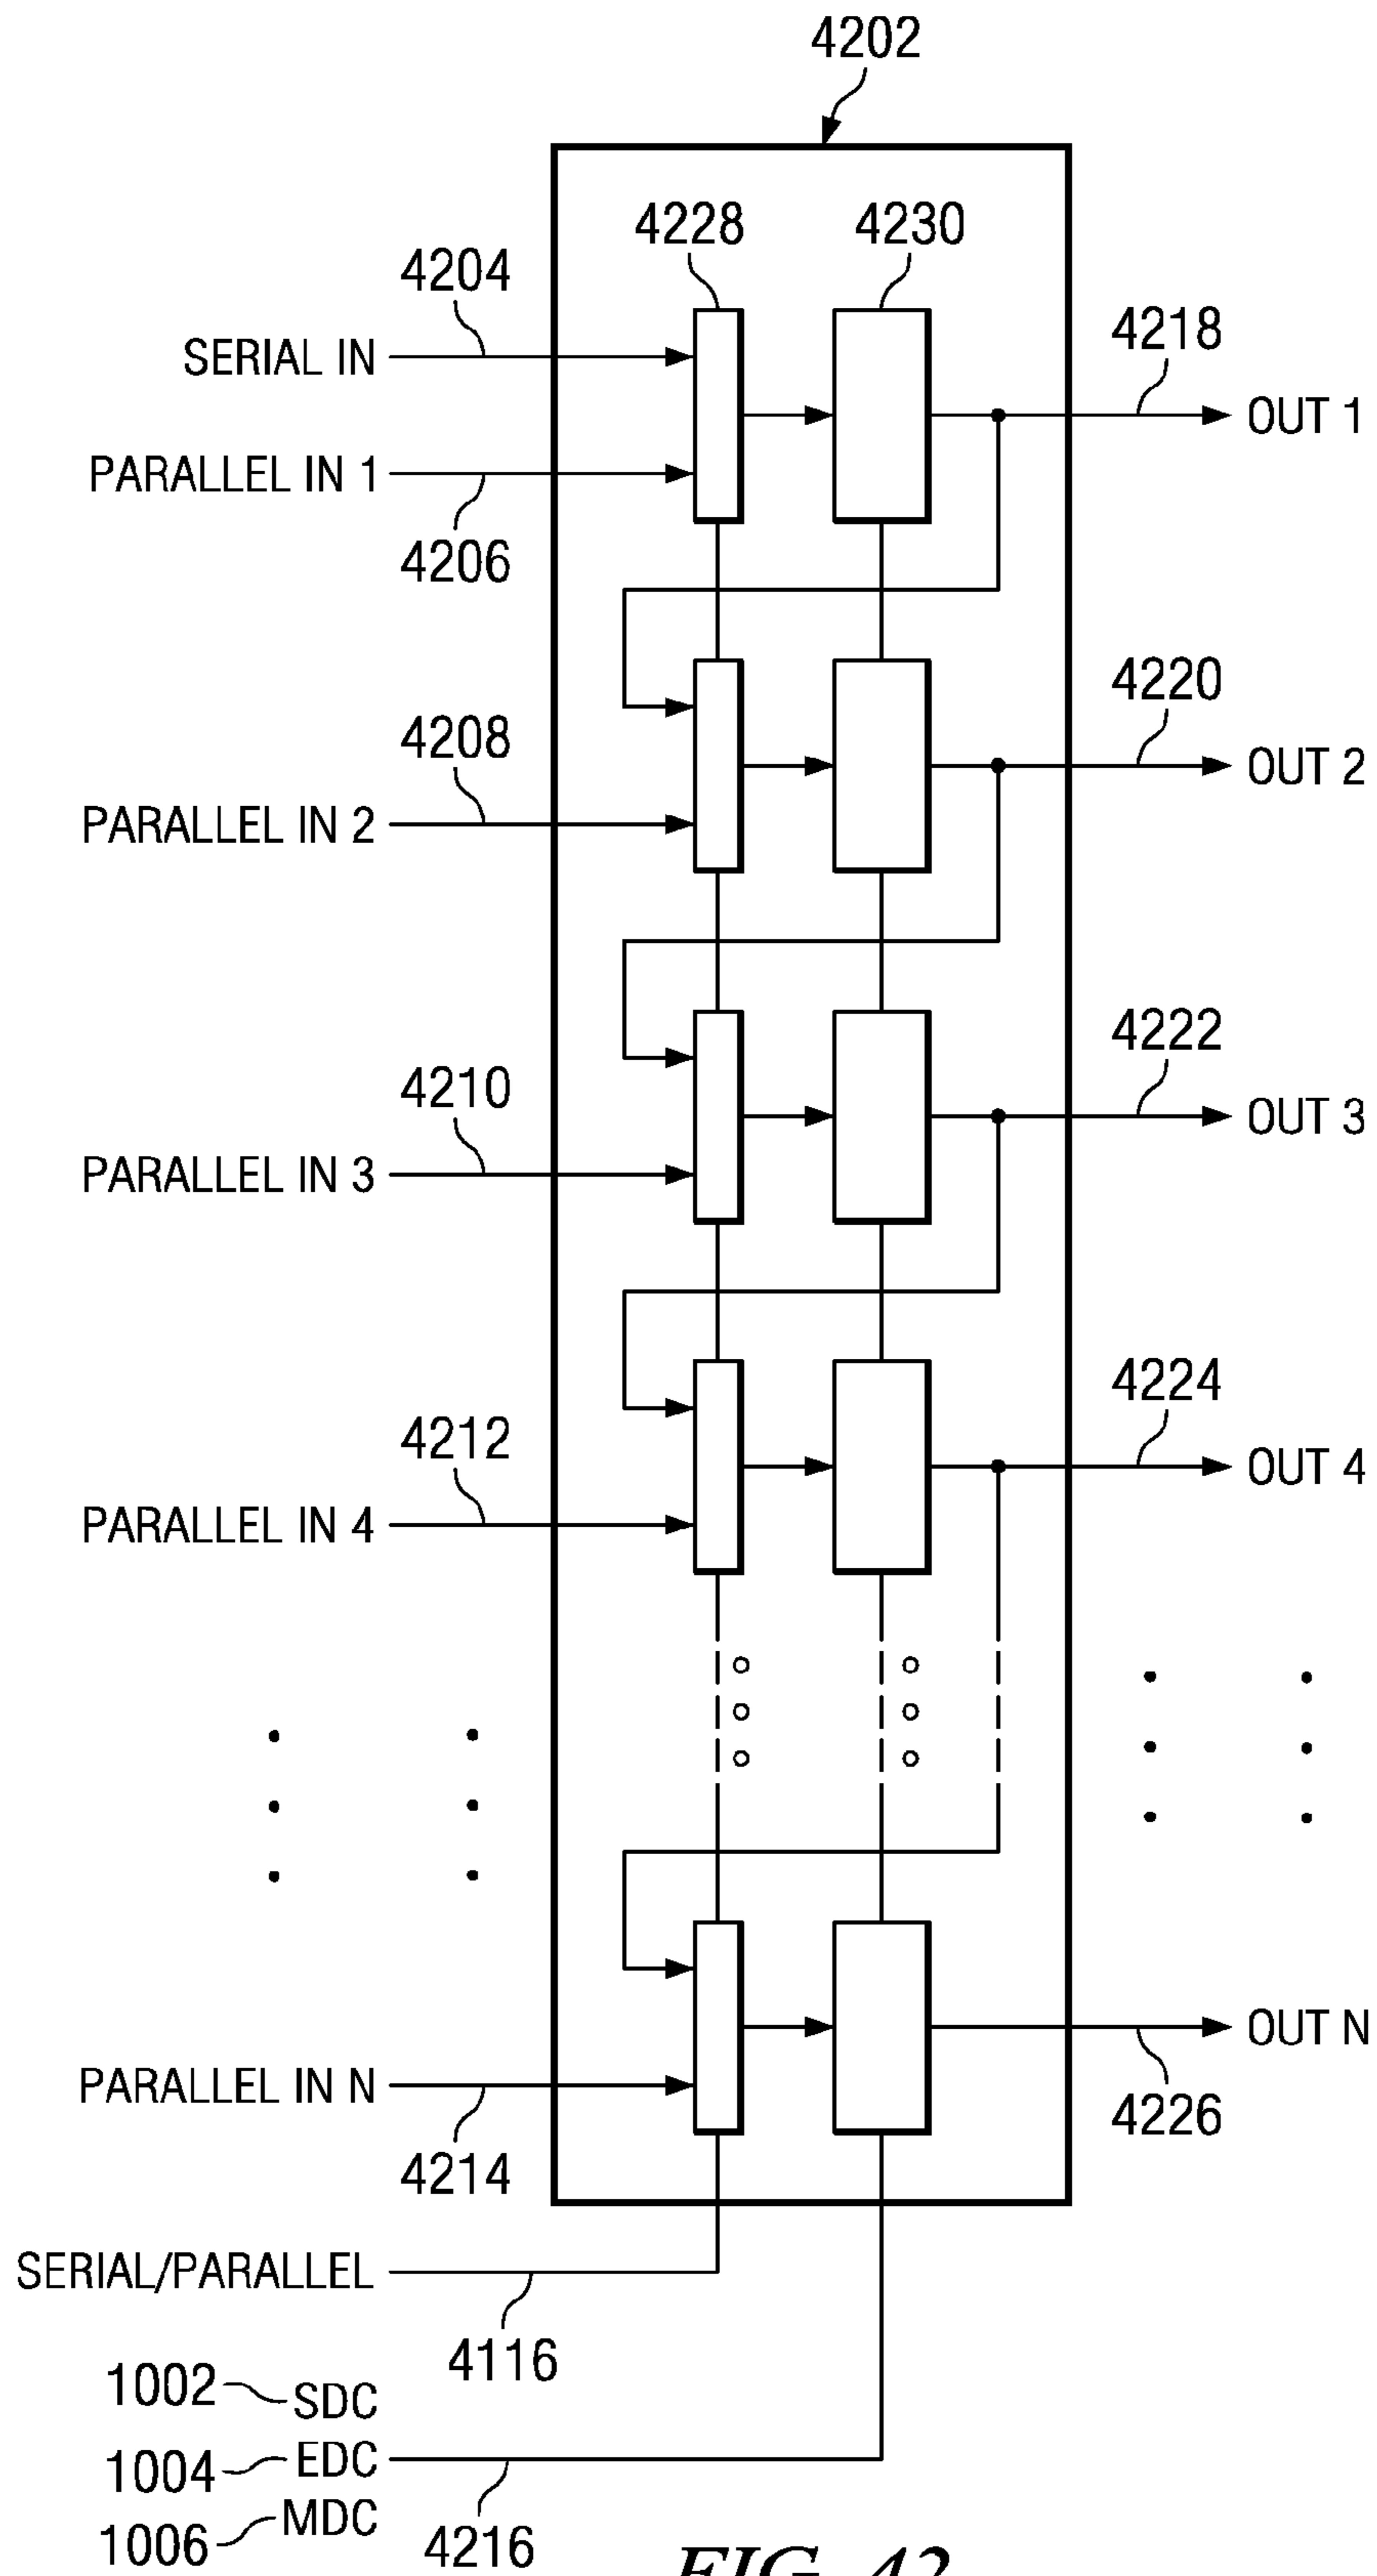 4202
4228
4230
4204
SERIAL IN
4218
OUT 1
PARALLEL IN 1
4206
4220
4208
OUT 2
PARALLEL IN 2
4222
4210
OUT 3
PARALLEL IN 3
4224
4212
OUT 4
PARALLEL IN 4
OUT N
PARALLEL IN N
4226
4214
SERIAL/PARALLEL
4116
1002 SDC
1004 EDC
1006 MDC
4216
FIG. 42